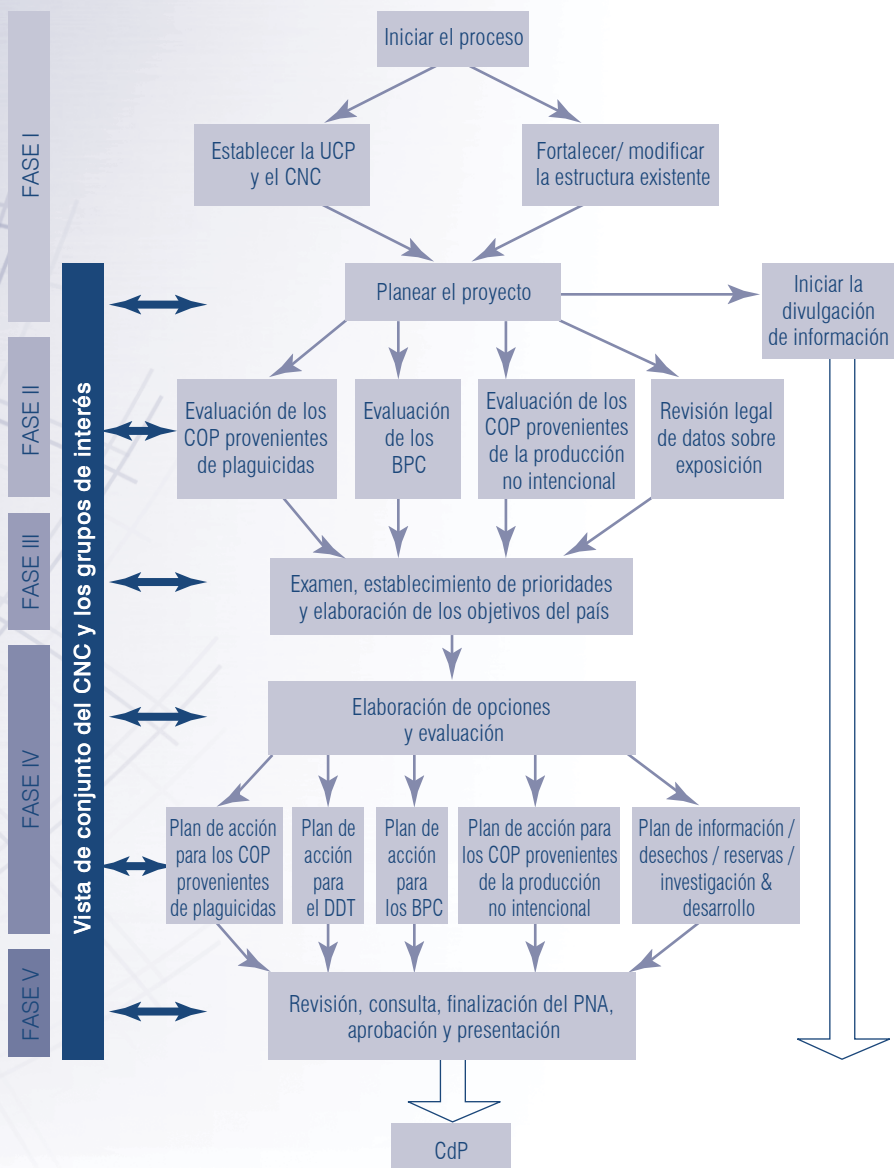 Iniciar el proceso
FASE I
Establecer la UCP
y el CNC
Fortalecer/ modificar
la estructura existente
Planear el proyecto
Iniciar la
divulgación
de información
Vista de conjunto del CNC y los grupos de interés
FASE II
Evaluación de los
COP provenientes
de plaguicidas
Evaluación
de los
BPC
Evaluación de los
COP provenientes
de la producción
no intencional
Revisión legal
de datos sobre
exposición
FASE III
Examen, establecimiento de prioridades
y elaboración de los objetivos del país
FASE IV
Elaboración de opciones
y evaluación
Plan de acción
para los COP
provenientes
de plaguicidas
Plan de
acción
para
el DDT
Plan de
acción
para
los BPC
Plan de acción para
los COP provenientes
de la producción
no intencional
Plan de información /
desechos / reservas /
investigación &
desarrollo
FASE V
Revisión, consulta, finalización del PNA,
aprobación y presentación
CdP